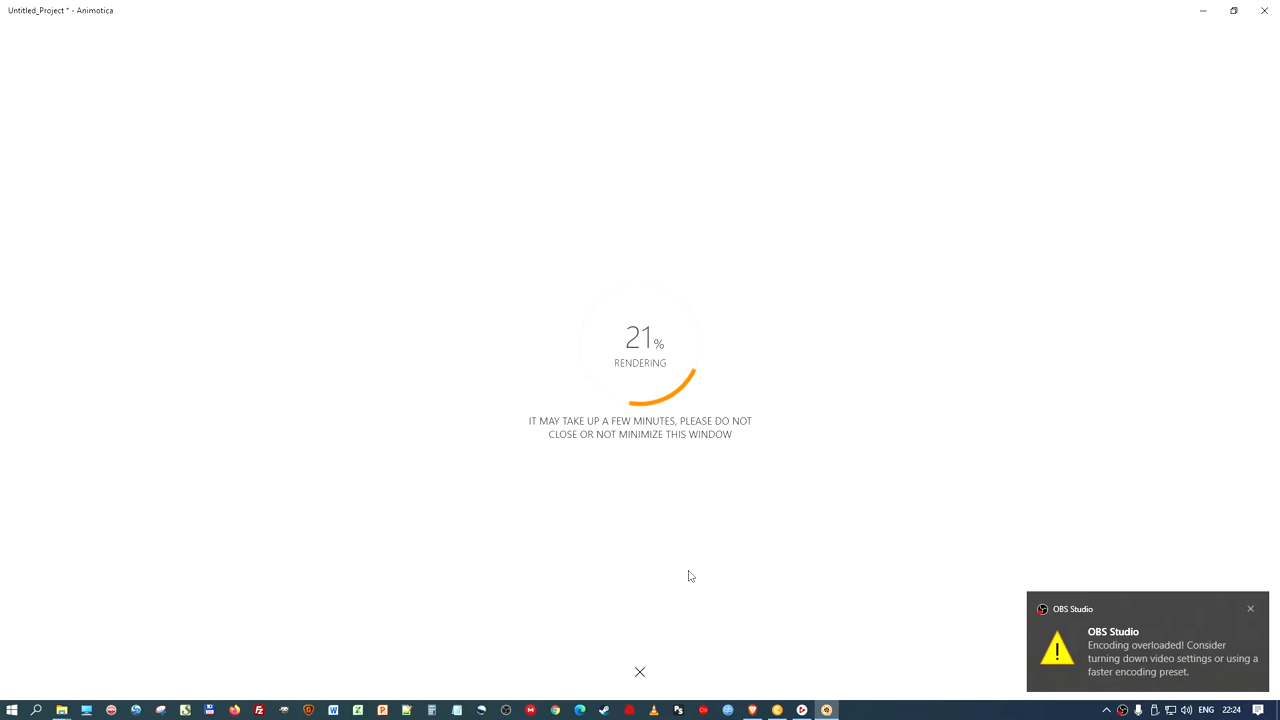 Untitled_Project * - Animotica
21%
RENDERING
IT MAY TAKE UP A FEW MINUTES, PLEASE DO NOT
CLOSE OR NOT MINIMIZE THIS WINDOW
OBS Studio
OBS Studio
Encoding overloaded! Consider
turning down video settings or using a
faster encoding preset.
ENG
22:24